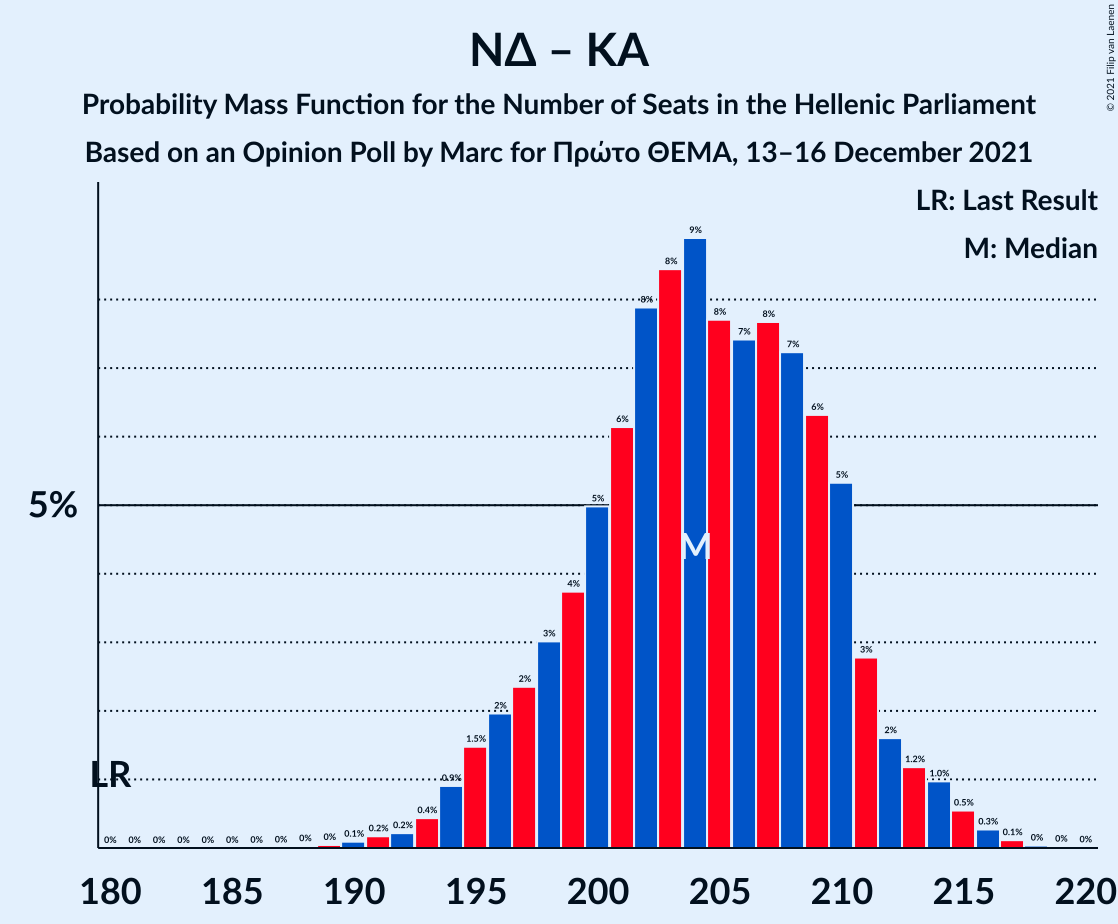 ΝΔ – ΚΑ
Probability Mass Function for the Number of Seats in the Hellenic Parliament
Based on an Opinion Poll by Marc for Πρώτο ΘΕΜΑ, 13–16 December 2021
© 2021 Filip van Laenen
LR: Last Result
M: Median
5%
LR
M
0% 0% 0% 0% 0% 0% 0% 0% 0% 0% 0.1% 0.2% 0.2% 0.4% 0.9% 1.5% 2% 2% 3% 4% 5% 6% 8% 8% 9% 8% 7% 8% 7% 6% 5% 3% 2% 1.2% 1.0% 0.5% 0.3% 0.1% 0% 0% 0%
180 185 190 195 200 205 210 215 220